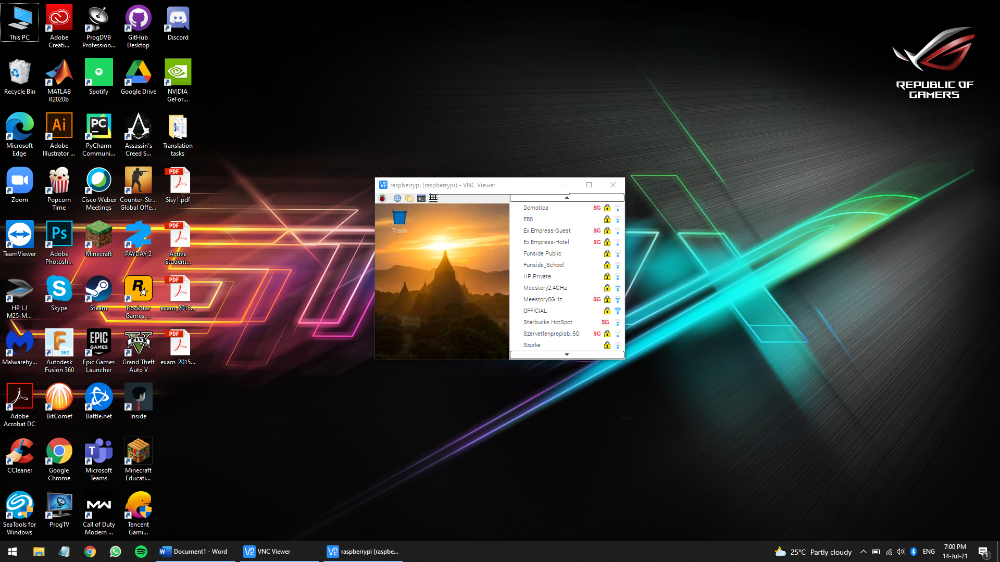 This PC
Adobe
Creati...
ProgDVB
Profession...
GitHub
Desktop
Discord
Recycle Bin
MATLAB
R2020b
Spotify
Google Drive
NVIDIA
GeFor...
Microsoft
Edge
Adobe
Illustrator ...
PyCharm
Communi...
Assassin's
Creed S...
Translation
tasks
Zoom
Popcorn
Time
Cisco Webex
Meetings
Counter-Str...
Global Offe...
Sisy1.pdf
TeamViewer
Adobe
Photosh...
Minecraft
PAYDAY 2
Active
Student...
HP LJ
M25-M...
Skype
Steam
Rockstar
Games ...
exam_2015...
Malwareby...
Autodesk
Fusion 360
Epic Games
Launcher
Grand Theft
Auto V
exam_2015...
Adobe
Acrobat DC
BitComet
Battle.net
Inside
CCleaner
Google
Chrome
Microsoft
Teams
Minecraft
Educati...
SeaTools for
Windows
ProgTV
Call of Duty
Modern ...
Tencent
Gami...
REPUBLIC OF
GAMERS
raspberrypi (raspberrypi) - VNC Viewer
Trash
Domotica 5G
E85
Ex.Empress-Guest 5G
Ex.Empress-Hotel 5G
Funside Public
Funside_School
HP Private
Meestory2.4GHz
Meestory5GHz 5G
OFFICIAL
Starbucks HotSpot 5G
Szervetlenpreplab_5G 5G
Szurke
Document1 - Word
VNC Viewer
raspberrypi (raspbe...
25°C Partly cloudy
ENG
7:00 PM
14-Jul-21
1